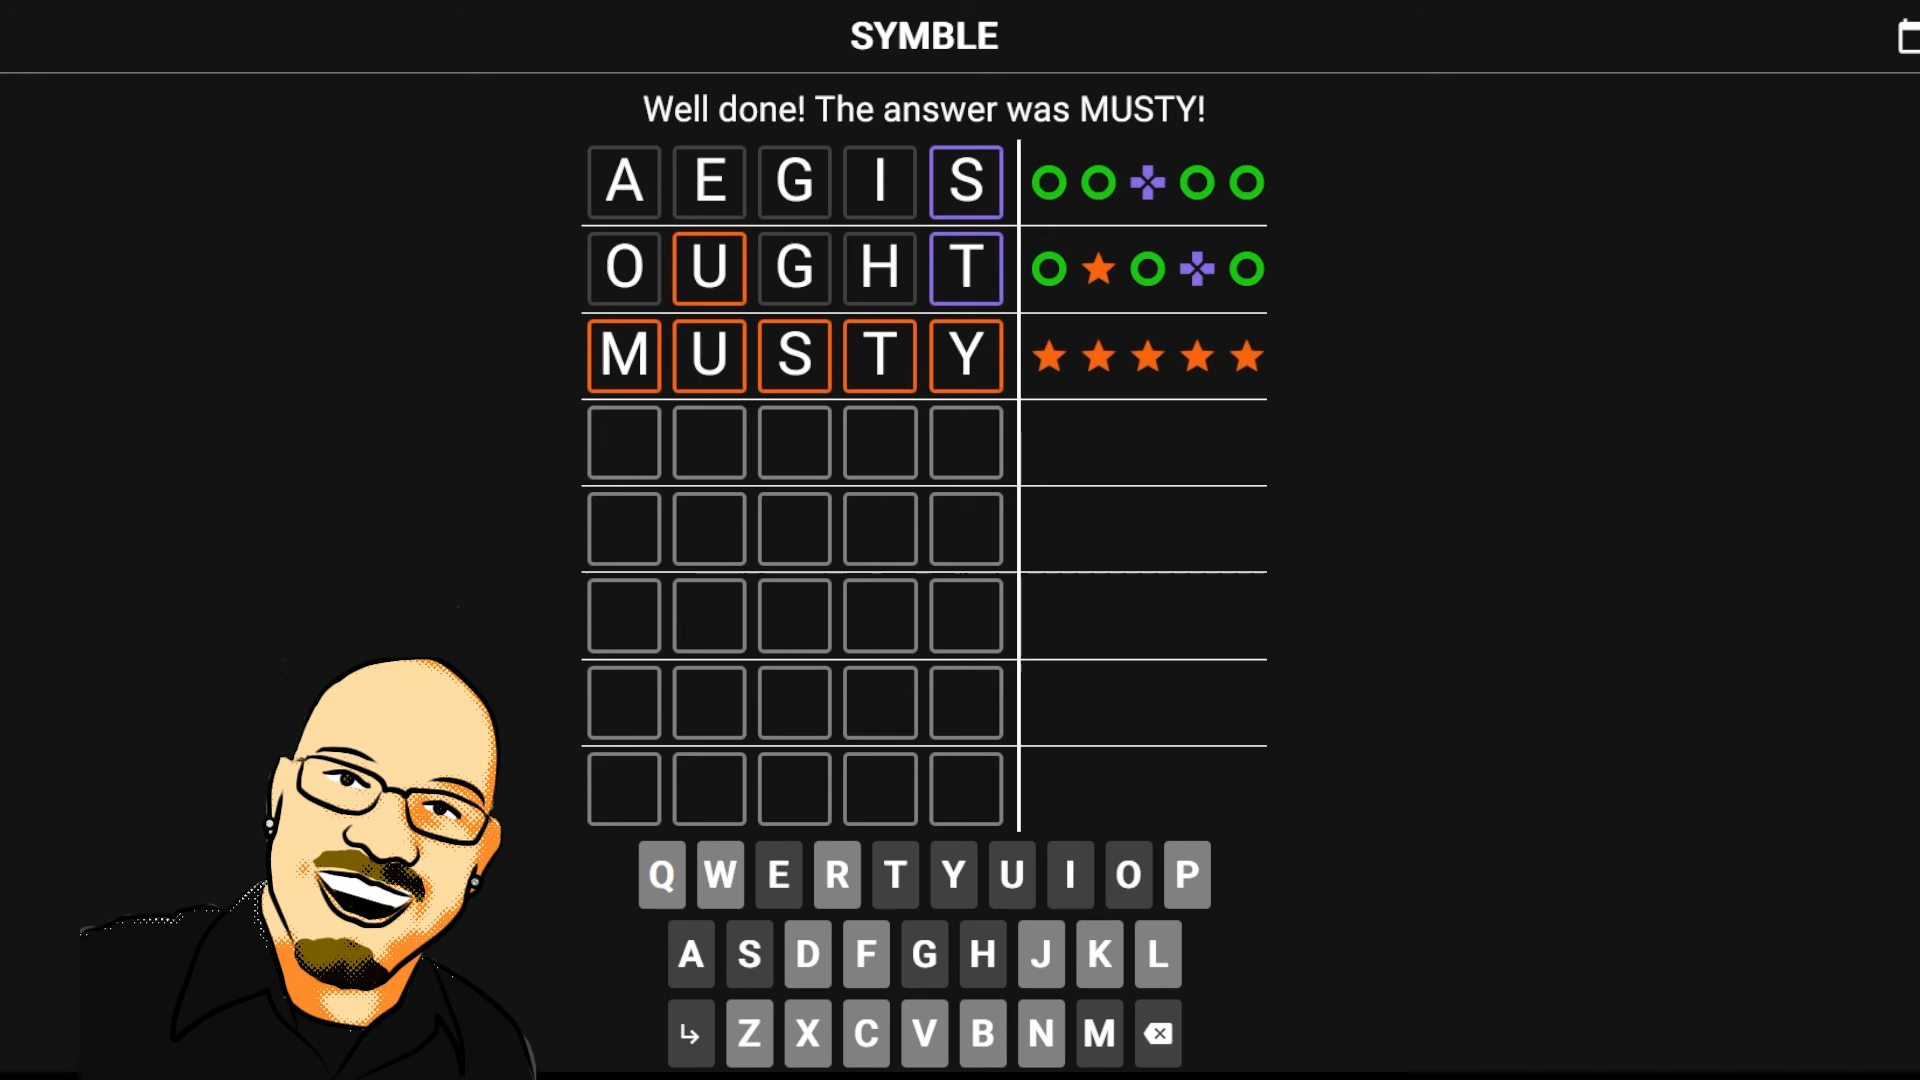 SYMBLE
Well done! The answer was MUSTY!
A E G I S
O U G H T
M U S T Y
Q W E R T Y U I O P
A S D F G H J K L
Z X C V B N M